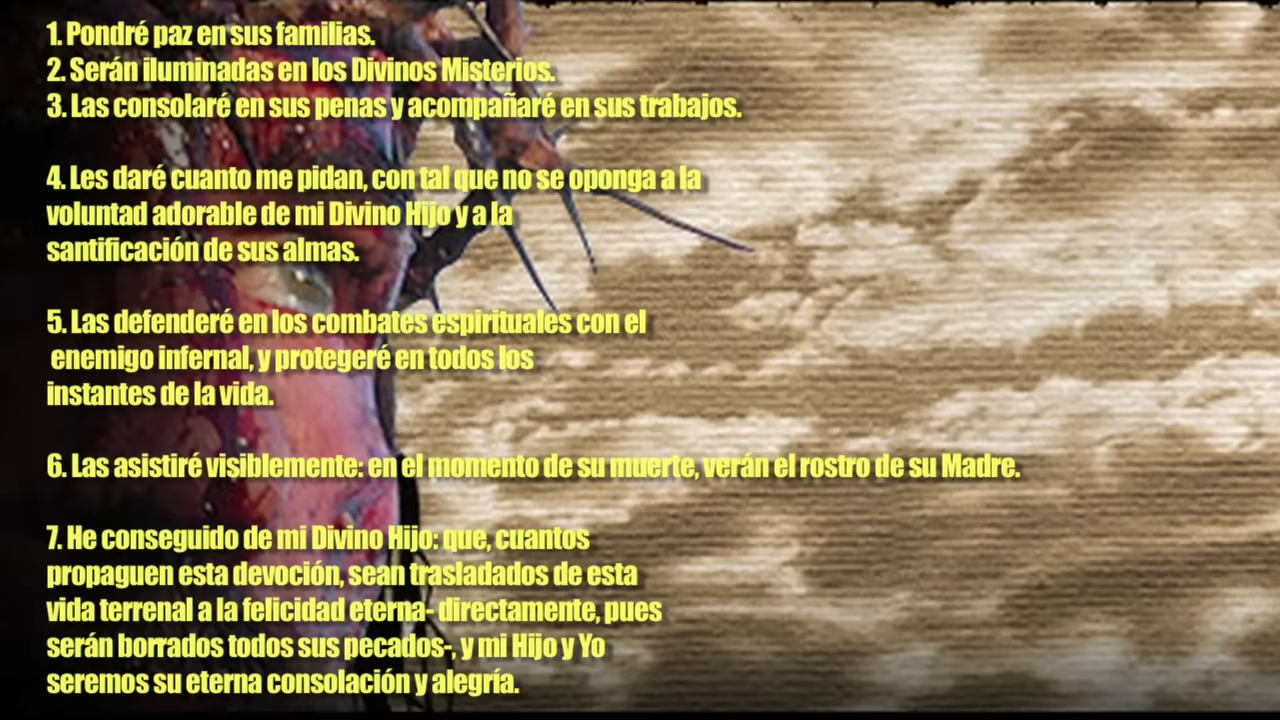 1. Pondré paz en sus familias.
2. Serán iluminadas en los Divinos Misterios.
3. Las consolaré en sus penas y acompañaré en sus trabajos.
4. Les daré cuanto me pidan, con tal que no se oponga a la
voluntad adorable de mi Divino Hijo y a la
santificación de sus almas.
5. Las defenderé en los combates espirituales con el
enemigo infernal, y protegeré en todos los
instantes de la vida.
6. Las asistiré visiblemente: en el momento de su muerte, verán el rostro de su Madre.
7. He conseguido de mi Divino Hijo: que, cuantos
propaguen esta devoción, sean trasladados de esta
vida terrenal a la felicidad eterna- directamente, pues
serán borrados todos sus pecados-, y mi Hijo y Yo
seremos su eterna consolación y alegría.